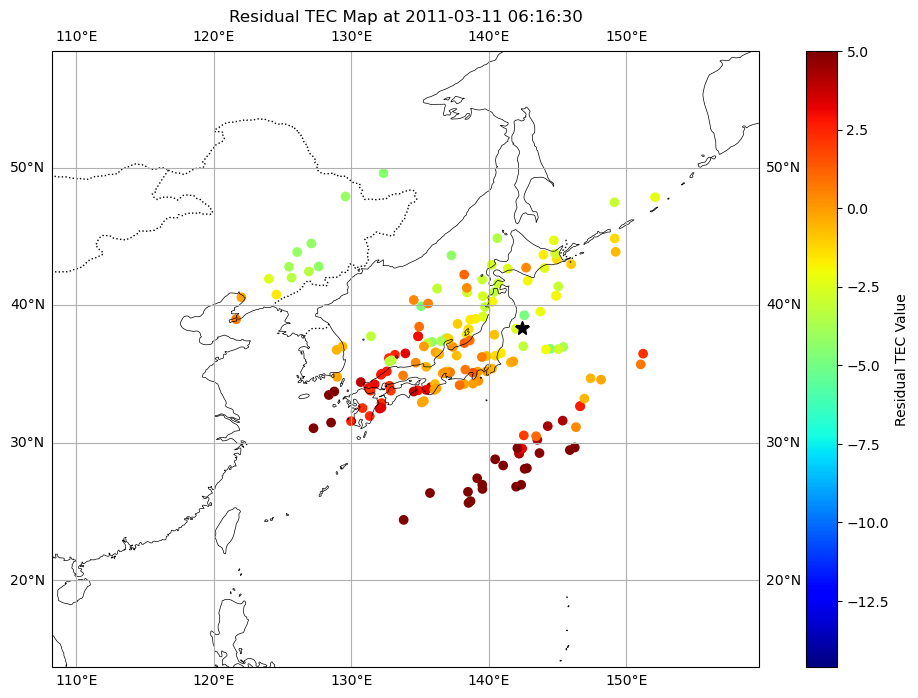 Residual TEC Map at 2011-03-11 06:16:30
110°E 120°E 130°E 140°E 150°E
5.0
2.5
50°N 50°N
0.0
−2.5
40°N 40°N
−5.0
Residual TEC Value
30°N 30°N
−7.5
−10.0
20°N 20°N
−12.5
110°E 120°E 130°E 140°E 150°E